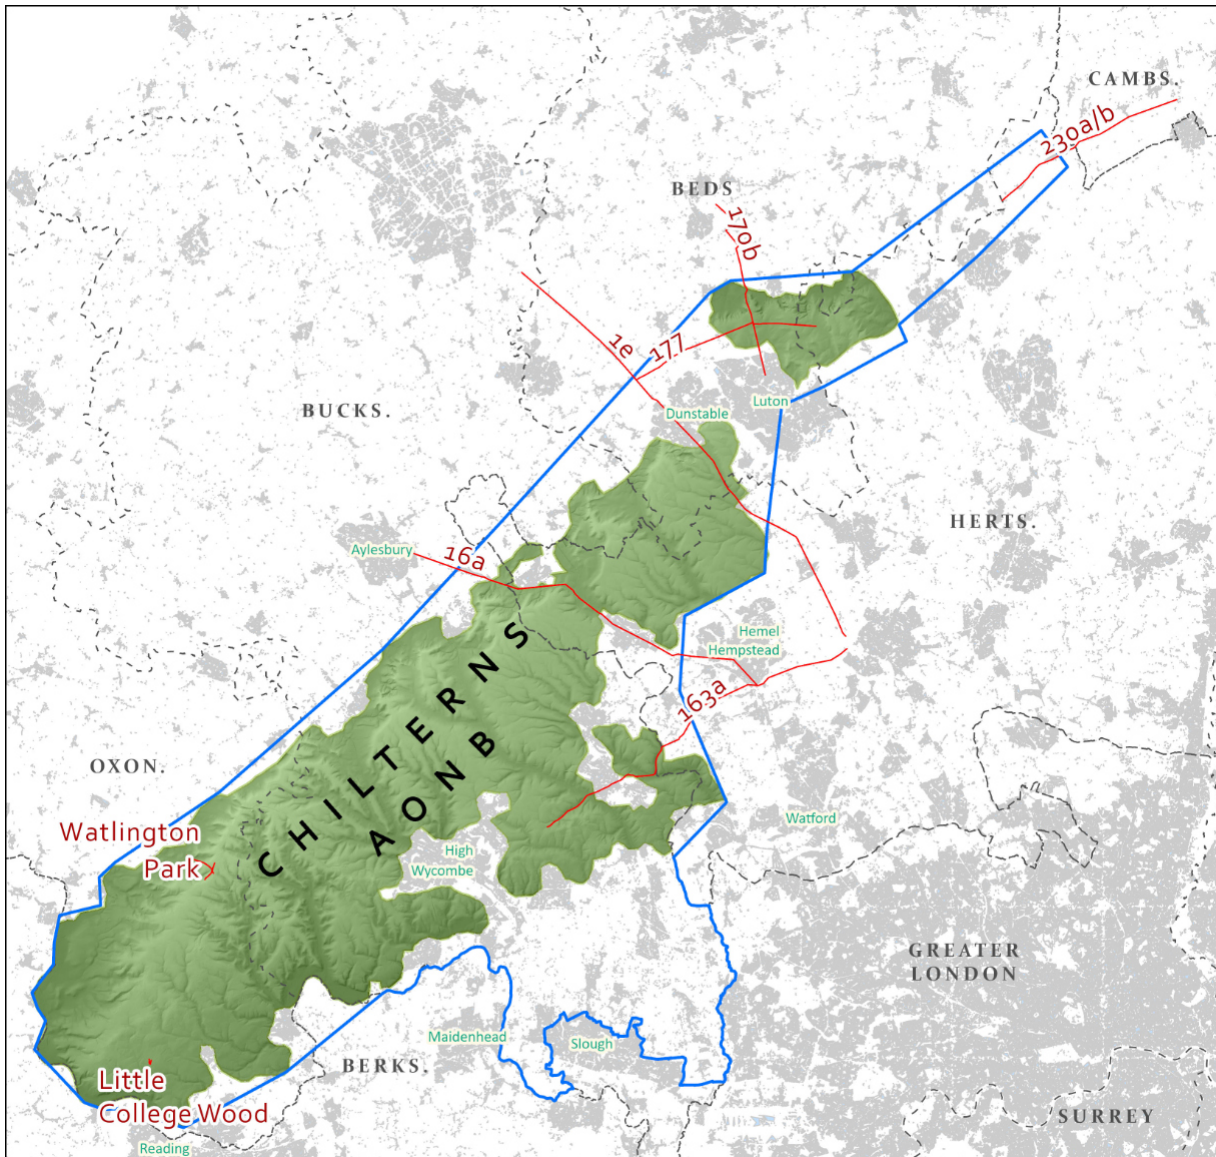 CAMBS.
230a/b
BEDS
170b
1e
177
BUCKS.
Luton
Dunstable
HERTS.
Aylesbury
16a
Hemel
Hempstead
163a
CHILTERNS
AONB
OXON.
Watlington
Park
Watford
High
Wycombe
GREATER
LONDON
Maidenhead
Slough
BERKS.
Little
College Wood
SURREY
Reading